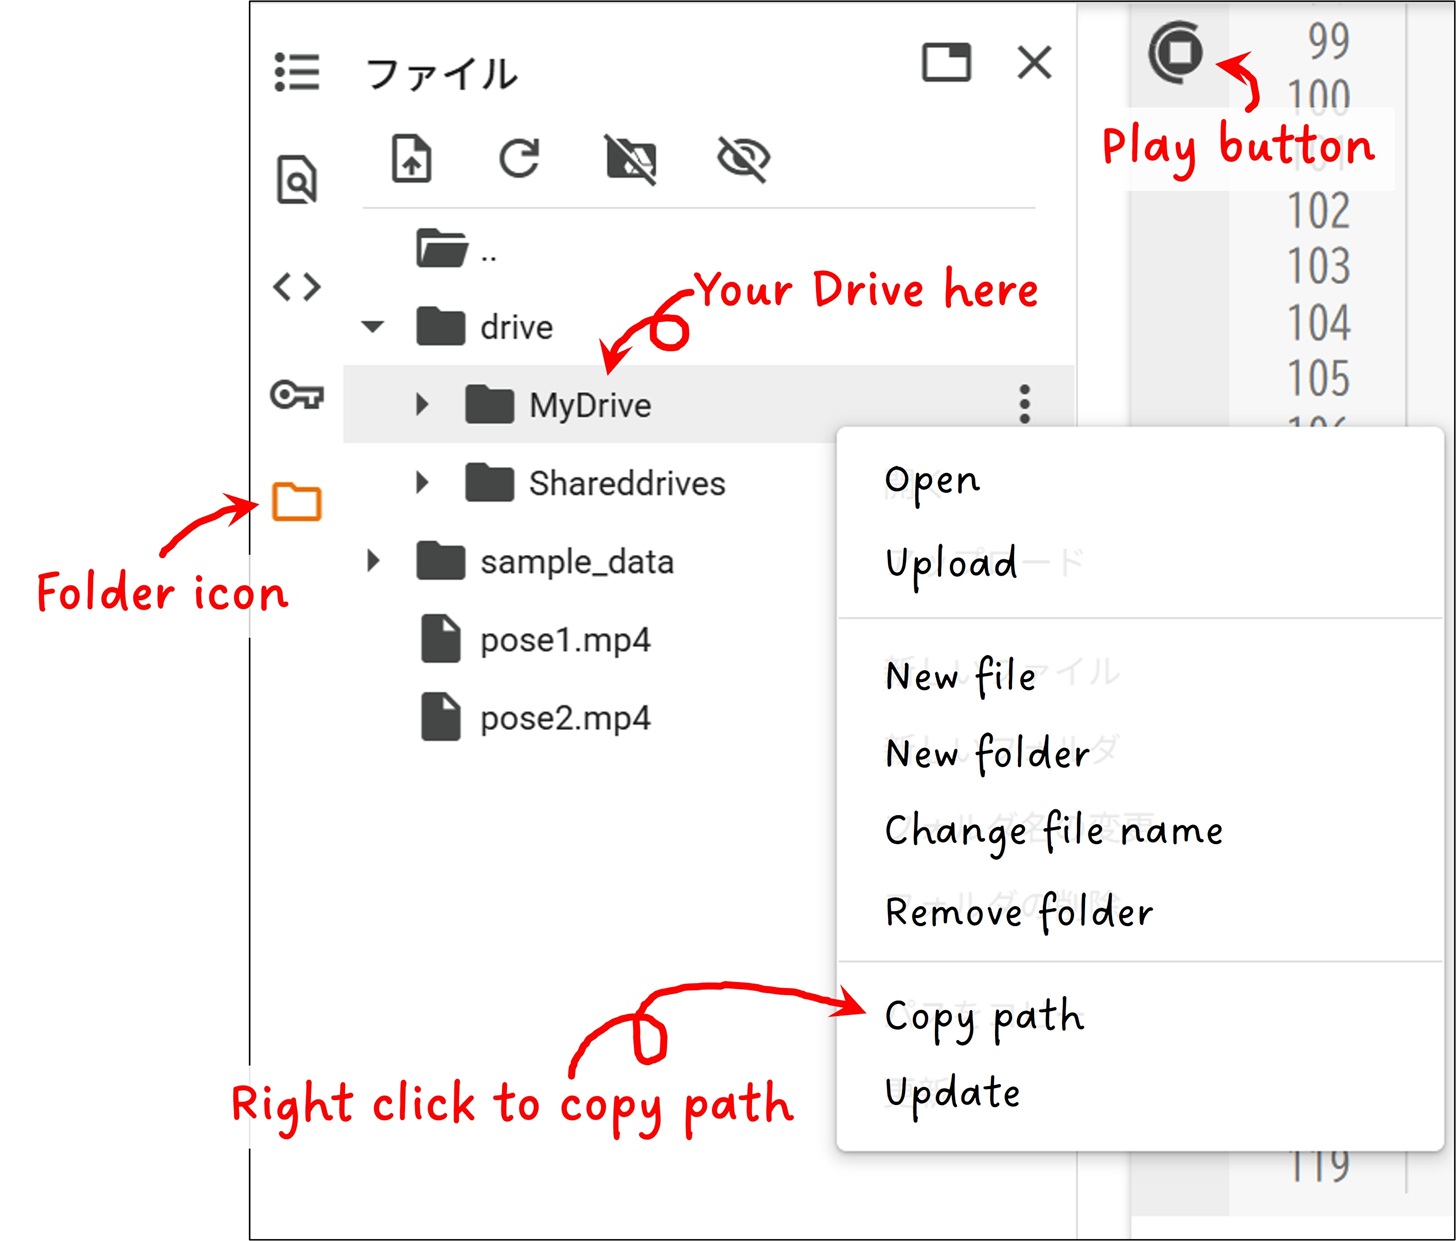 ファイル
99
100
Play button
102
..
103
Your Drive here
drive
104
MyDrive
105
Shareddrives
Open
Folder icon
sample_data
Upload
pose1.mp4
New file
pose2.mp4
New folder
Change file name
Remove folder
Copy path
Right click to copy path
Update
119